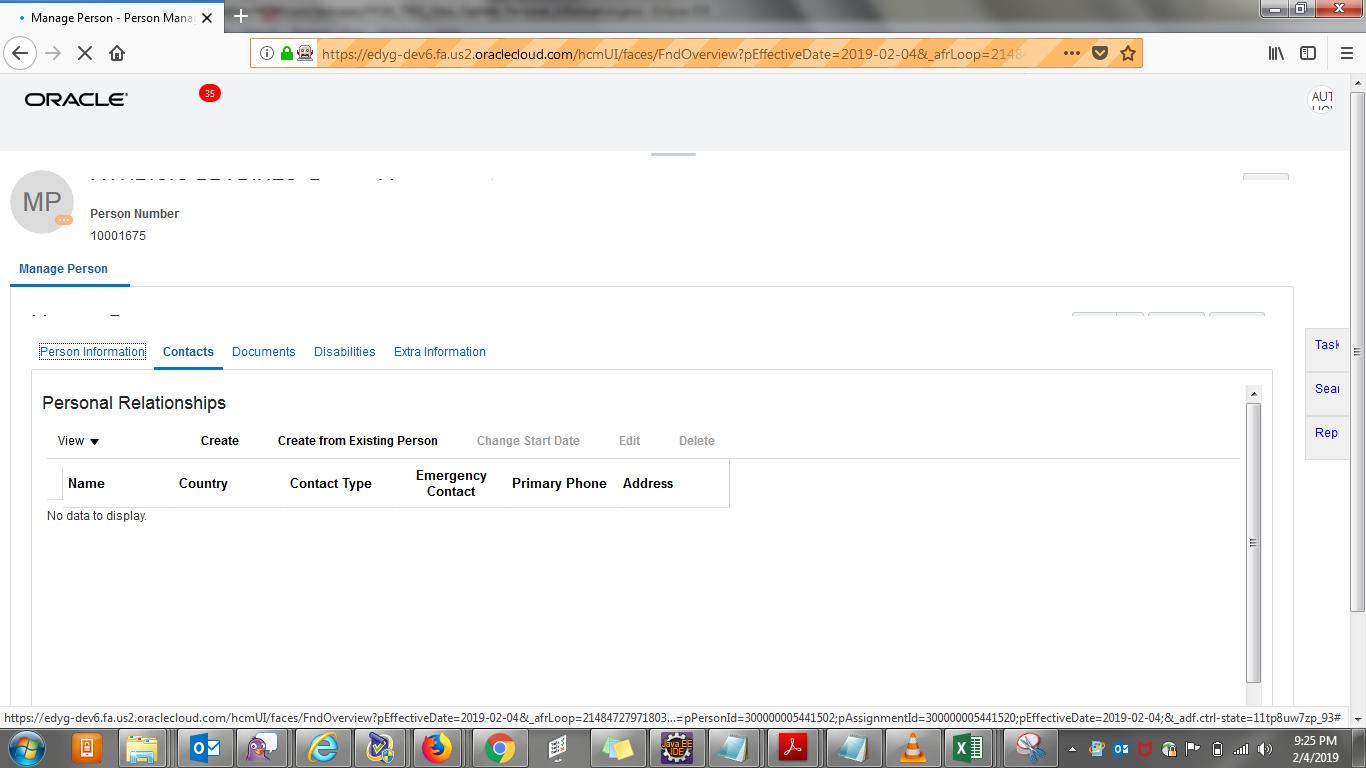 Manage Person - Person Mana
https://edyg-dev6.fa.us2.oraclecloud.com/hcmUI/faces/FndOverview?pEffectiveDate=2019-02-04&_afrLoop=2148
ORACLE
35
AUT
MP
Person Number
10001675
Manage Person
Person Information Contacts Documents Disabilities Extra Information
Task
Sear
Rep
Personal Relationships
View Create Create from Existing Person Change Start Date Edit Delete
Name Country Contact Type Emergency Contact Primary Phone Address
No data to display.
https://edyg-dev6.fa.us2.oraclecloud.com/hcmUI/faces/FndOverview?pEffectiveDate=2019-02-04&_afrLoop=21484727971803...=pPersonId=300000005441502;pAssignmentId=300000005441520;pEffectiveDate=2019-02-04;&_adf.ctrl-state=11tp8uw7zp_93#
Java EE
IDE
9:25 PM
2/4/2019